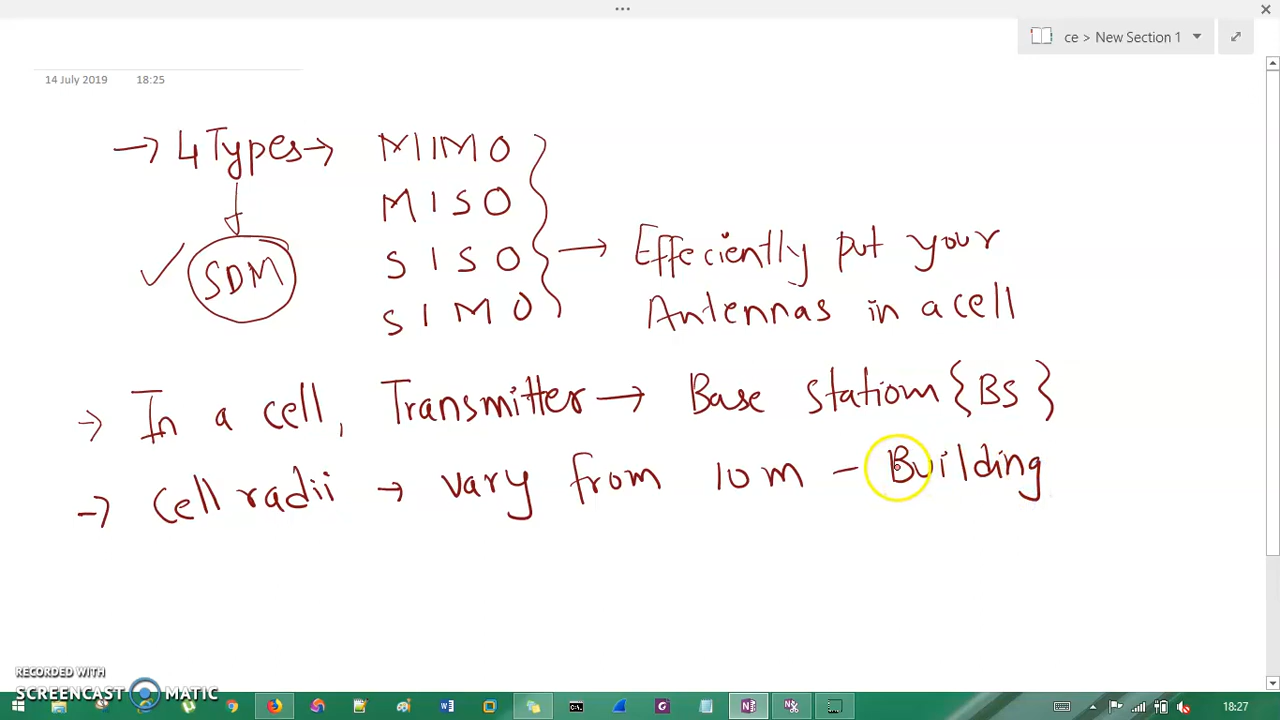 ce > New Section 1
14 July 2019 18:25
→ 4 Types → MIMO
MISO
SDM
SISO
SIMO
→ Effeciently put your
Antennas in a cell
→ In a cell, Transmitter → Base Station {BS}
→ Cell radii → vary from 10 m - Building
RECORDED WITH
SCREENCAST MATIC
18:27